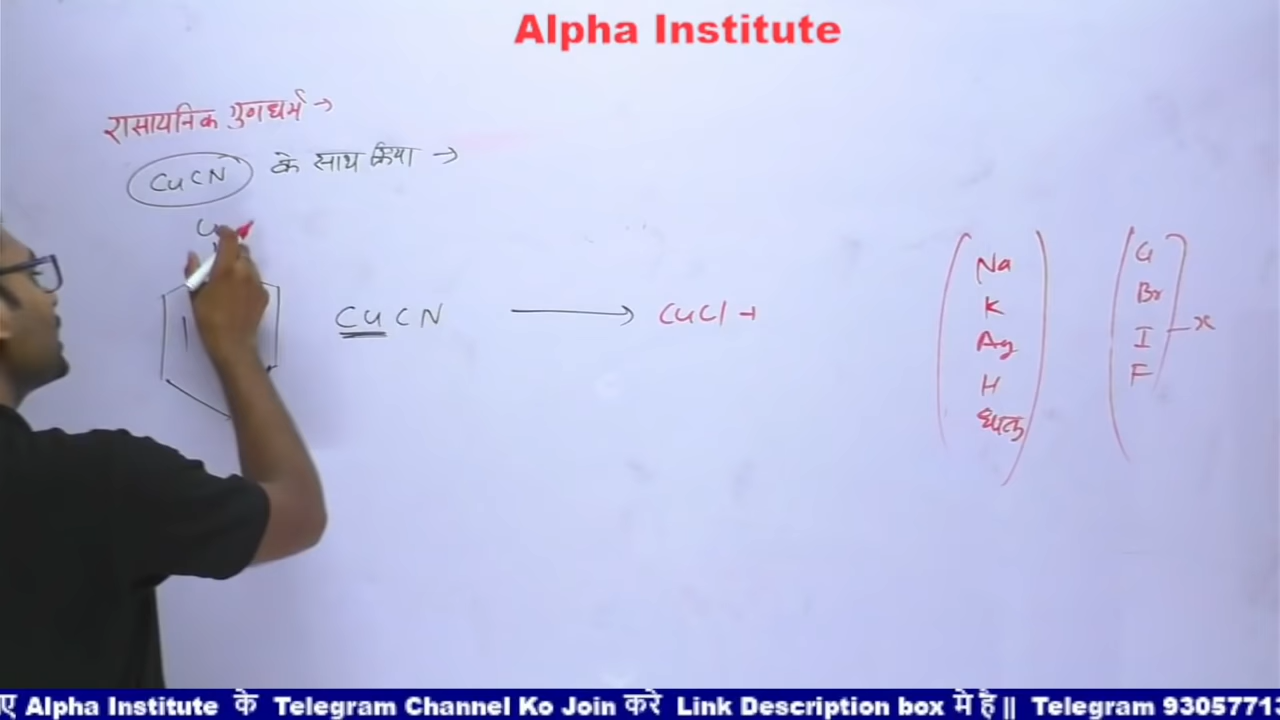 Alpha Institute
रासायनिक गुणधर्म →
CuCN के साथ क्रिया →
CuCN → CuCl +
Na
K
Ag
H
धातु
Cl
Br
I
F
x
ए Alpha Institute के Telegram Channel Ko Join करे Link Description box मे है || Telegram 93057713